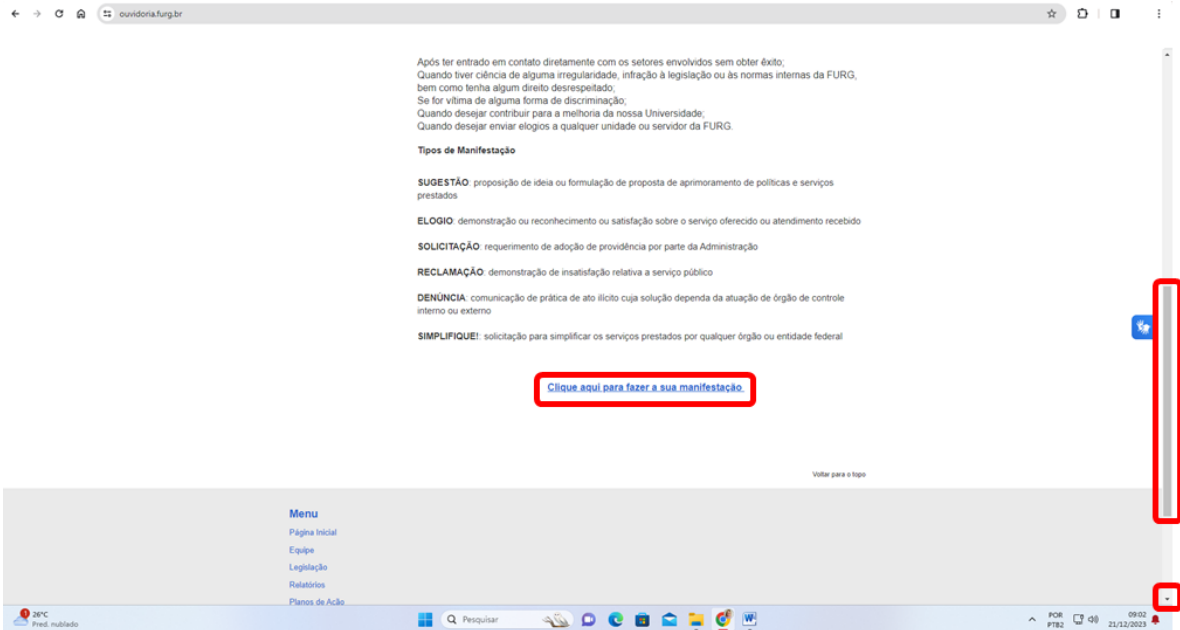 ouvidoria.furg.br
Após ter entrado em contato diretamente com os setores envolvidos sem obter êxito;
Quando tiver ciência de alguma irregularidade, infração à legislação ou às normas internas da FURG,
bem como tenha algum direito desrespeitado;
Se for vítima de alguma forma de discriminação;
Quando desejar contribuir para a melhoria da nossa Universidade;
Quando desejar enviar elogios a qualquer unidade ou servidor da FURG.
Tipos de Manifestação
SUGESTÃO: proposição de ideia ou formulação de proposta de aprimoramento de políticas e serviços
prestados
ELOGIO: demonstração ou reconhecimento ou satisfação sobre o serviço oferecido ou atendimento recebido
SOLICITAÇÃO: requerimento de adoção de providência por parte da Administração
RECLAMAÇÃO: demonstração de insatisfação relativa a serviço público
DENÚNCIA: comunicação de prática de ato ilícito cuja solução dependa da atuação de órgão de controle
interno ou externo
SIMPLIFIQUE!: solicitação para simplificar os serviços prestados por qualquer órgão ou entidade federal
Clique aqui para fazer a sua manifestação
Voltar para o topo
Menu
Página Inicial
Equipe
Legislação
Relatórios
Planos de Ação
1
26°C
Pred. nublado
Pesquisar
POR
PTB2
09:02
21/12/2023